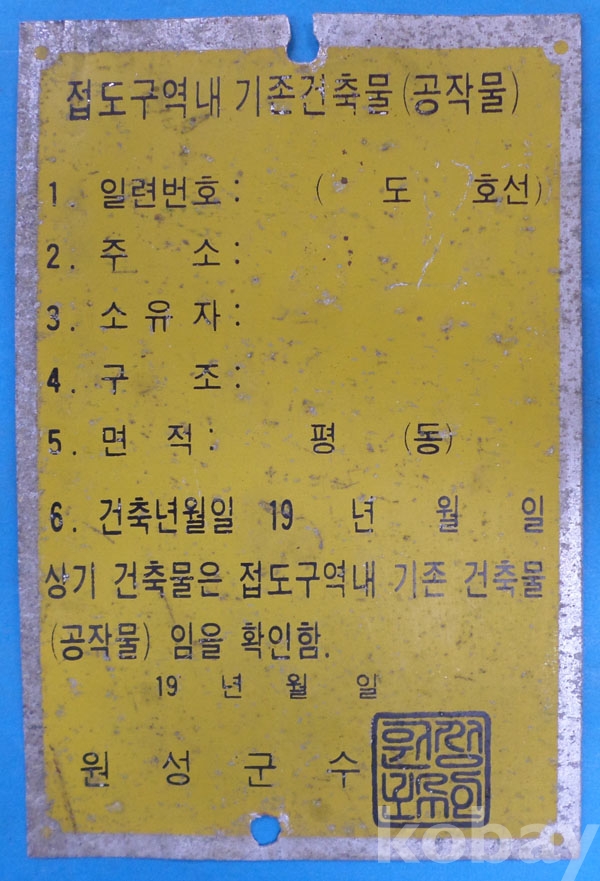 접도구역내 기존건축물(공작물)
1. 일련번호: ( 도 호선)
2. 주 소:
3. 소유자:
4. 구 조:
5. 면 적: 평 (동)
6. 건축년월일 19 년 월 일
상기 건축물은 접도구역내 기존 건축물
(공작물) 임을 확인함.
19 년 월 일
원 성 군 수
kobay